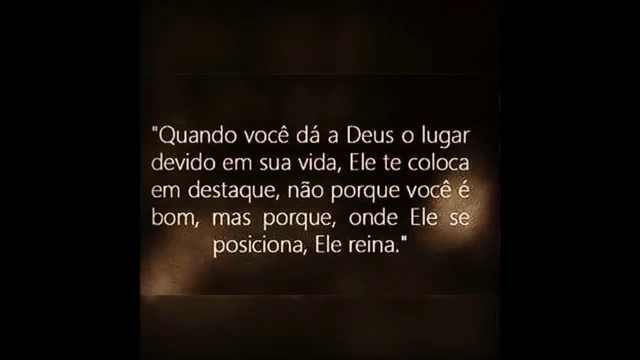 "Quando você dá a Deus o lugar
devido em sua vida, Ele te coloca
em destaque, não porque você é
bom, mas porque, onde Ele se
posiciona, Ele reina."